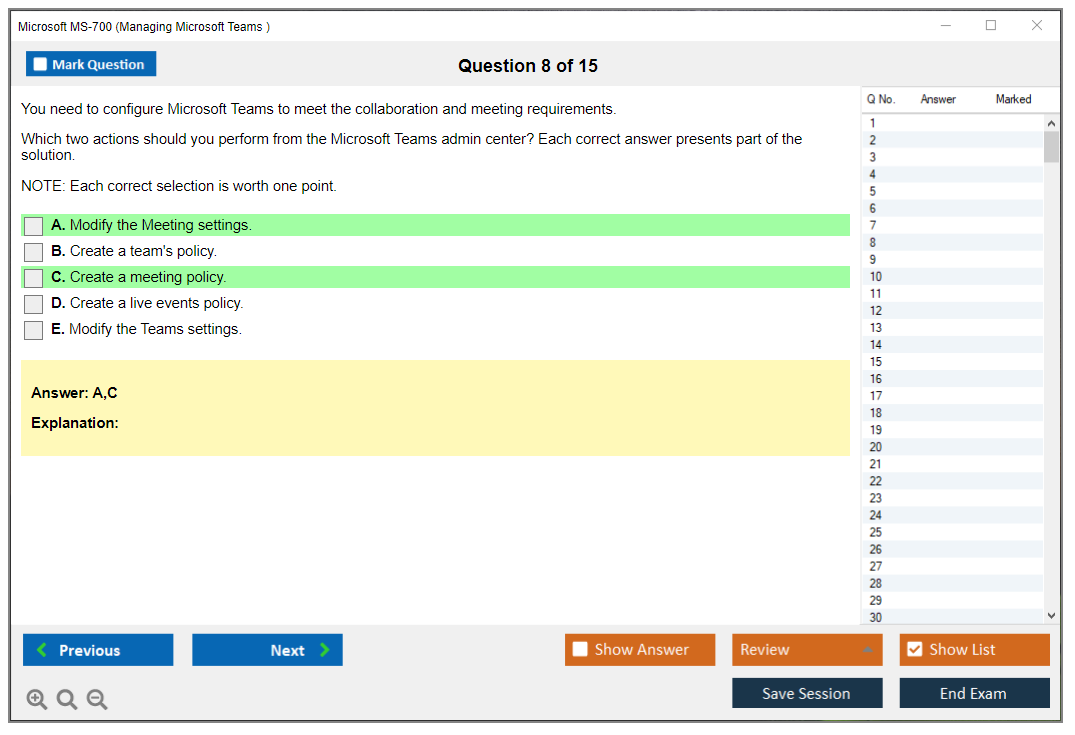 Microsoft MS-700 (Managing Microsoft Teams )
Mark Question
Question 8 of 15
You need to configure Microsoft Teams to meet the collaboration and meeting requirements.
Which two actions should you perform from the Microsoft Teams admin center? Each correct answer presents part of the
solution.
NOTE: Each correct selection is worth one point.
A. Modify the Meeting settings.
B. Create a team's policy.
C. Create a meeting policy.
D. Create a live events policy.
E. Modify the Teams settings.
Answer: A,C
Explanation:
Q No. Answer Marked
1
2
3
4
5
6
7
8
9
10
11
12
13
14
15
16
17
18
19
20
21
22
23
24
25
26
27
28
29
30
Previous
Next
Show Answer
Review
Show List
Save Session
End Exam